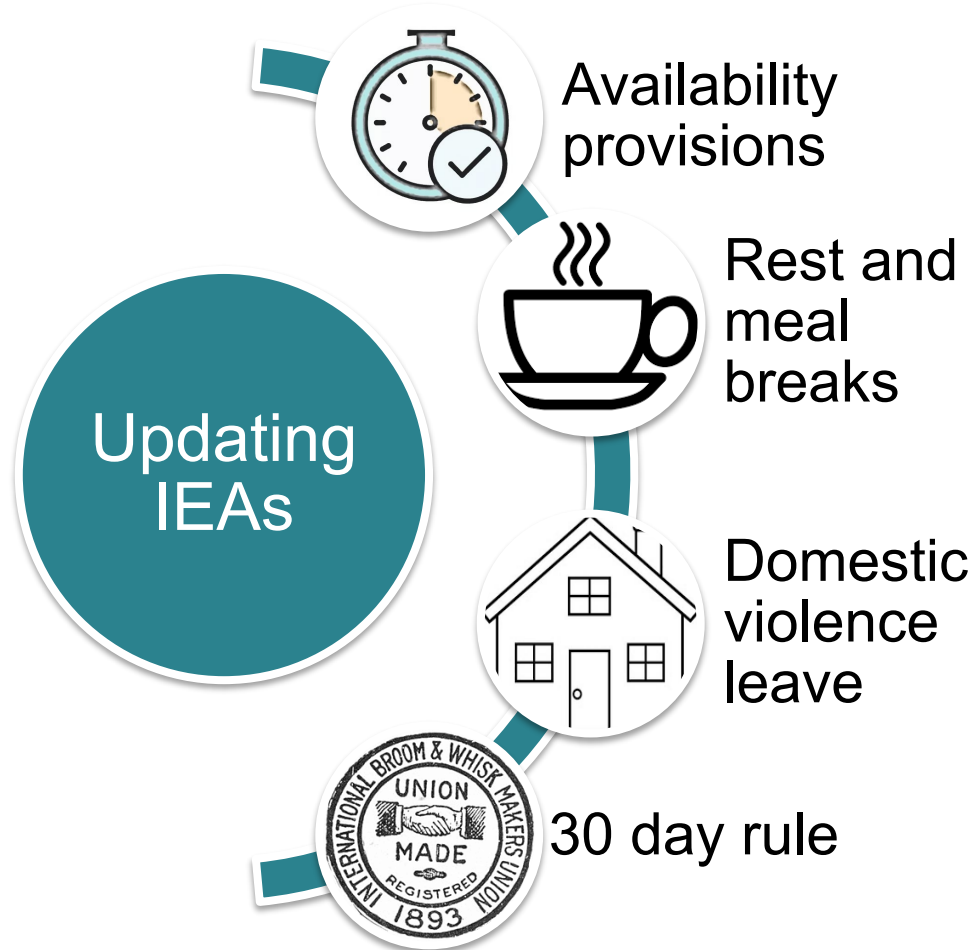 Availability
provisions
Rest and
meal
breaks
Updating
IEAs
Domestic
violence
leave
30 day rule
INTERNATIONAL BROOM & WHISK MAKERS UNION
UNION
MADE
REGISTERED
1893